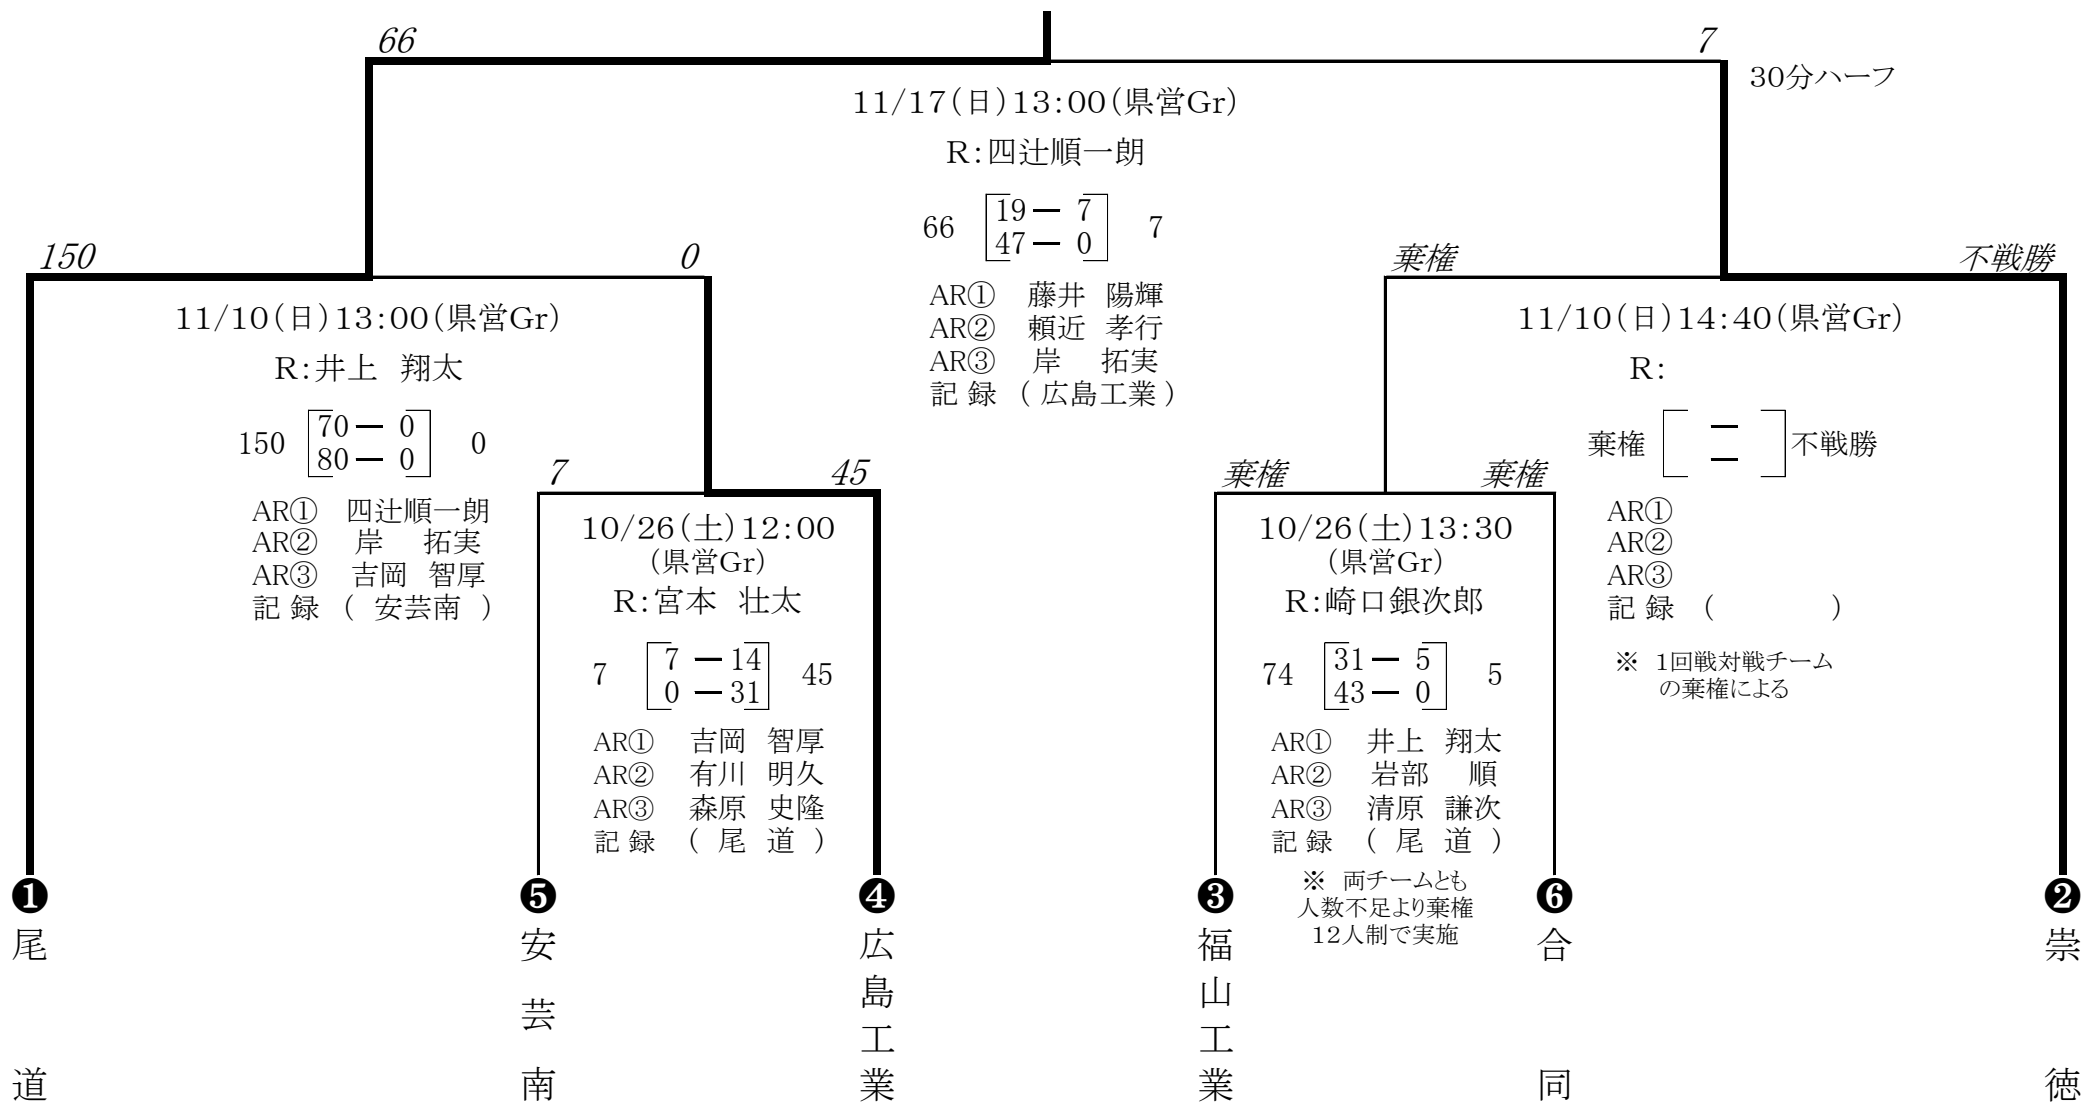 66
7
30分ハーフ
11/17(日)13:00(県営Gr)
R:四辻順一朗
66 19 ー 7 7
47 ー 0
AR① 藤井 陽輝
AR② 頼近 孝行
AR③ 岸 拓実
記 録 ( 広島工業 )
150
0
11/10(日)13:00(県営Gr)
R:井上 翔太
150 70 ー 0 0
80 ー 0
AR① 四辻順一朗
AR② 岸 拓実
AR③ 吉岡 智厚
記 録 ( 安芸南 )
棄権
不戦勝
11/10(日)14:40(県営Gr)
R:
棄権 ー 不戦勝
ー
AR①
AR②
AR③
記 録 ( )
※ 1回戦対戦チーム
の棄権による
7
45
10/26(土)12:00
(県営Gr)
R:宮本 壮太
7 7 ー 14 45
0 ー 31
AR① 吉岡 智厚
AR② 有川 明久
AR③ 森原 史隆
記 録 ( 尾 道 )
棄権
棄権
10/26(土)13:30
(県営Gr)
R:崎口銀次郎
74 31 ー 5 5
43 ー 0
AR① 井上 翔太
AR② 岩部 順
AR③ 清原 謙次
記 録 ( 尾 道 )
※ 両チームとも
人数不足より棄権
12人制で実施
❶
尾道
❺
安芸南
❹
広島工業
❸
福山工業
❻
合同
❷
崇徳